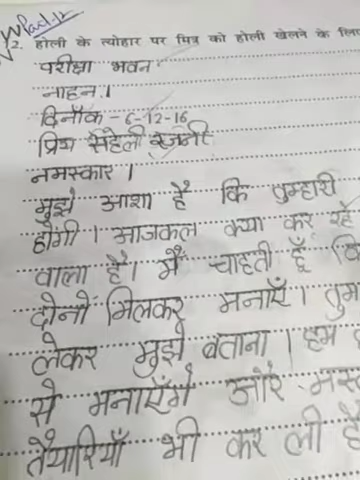 2. होली के त्योहार पर मित्र को होली खेलने के लिए
परीक्षा भवन
नाहन।
दिनाँक - 6-12-16
प्रिय सहेली रजनी
नमस्कार।
मुझे आशा है कि तुम्हारी
होगी। आजकल क्या कर रहे
वाला है। मैं चाहती हूँ कि
दोनों मिलकर मनाएँ। तुम
लेकर मुझे बताना। हम
से मनाएँगे और मस
तैयारियाँ भी कर ली है